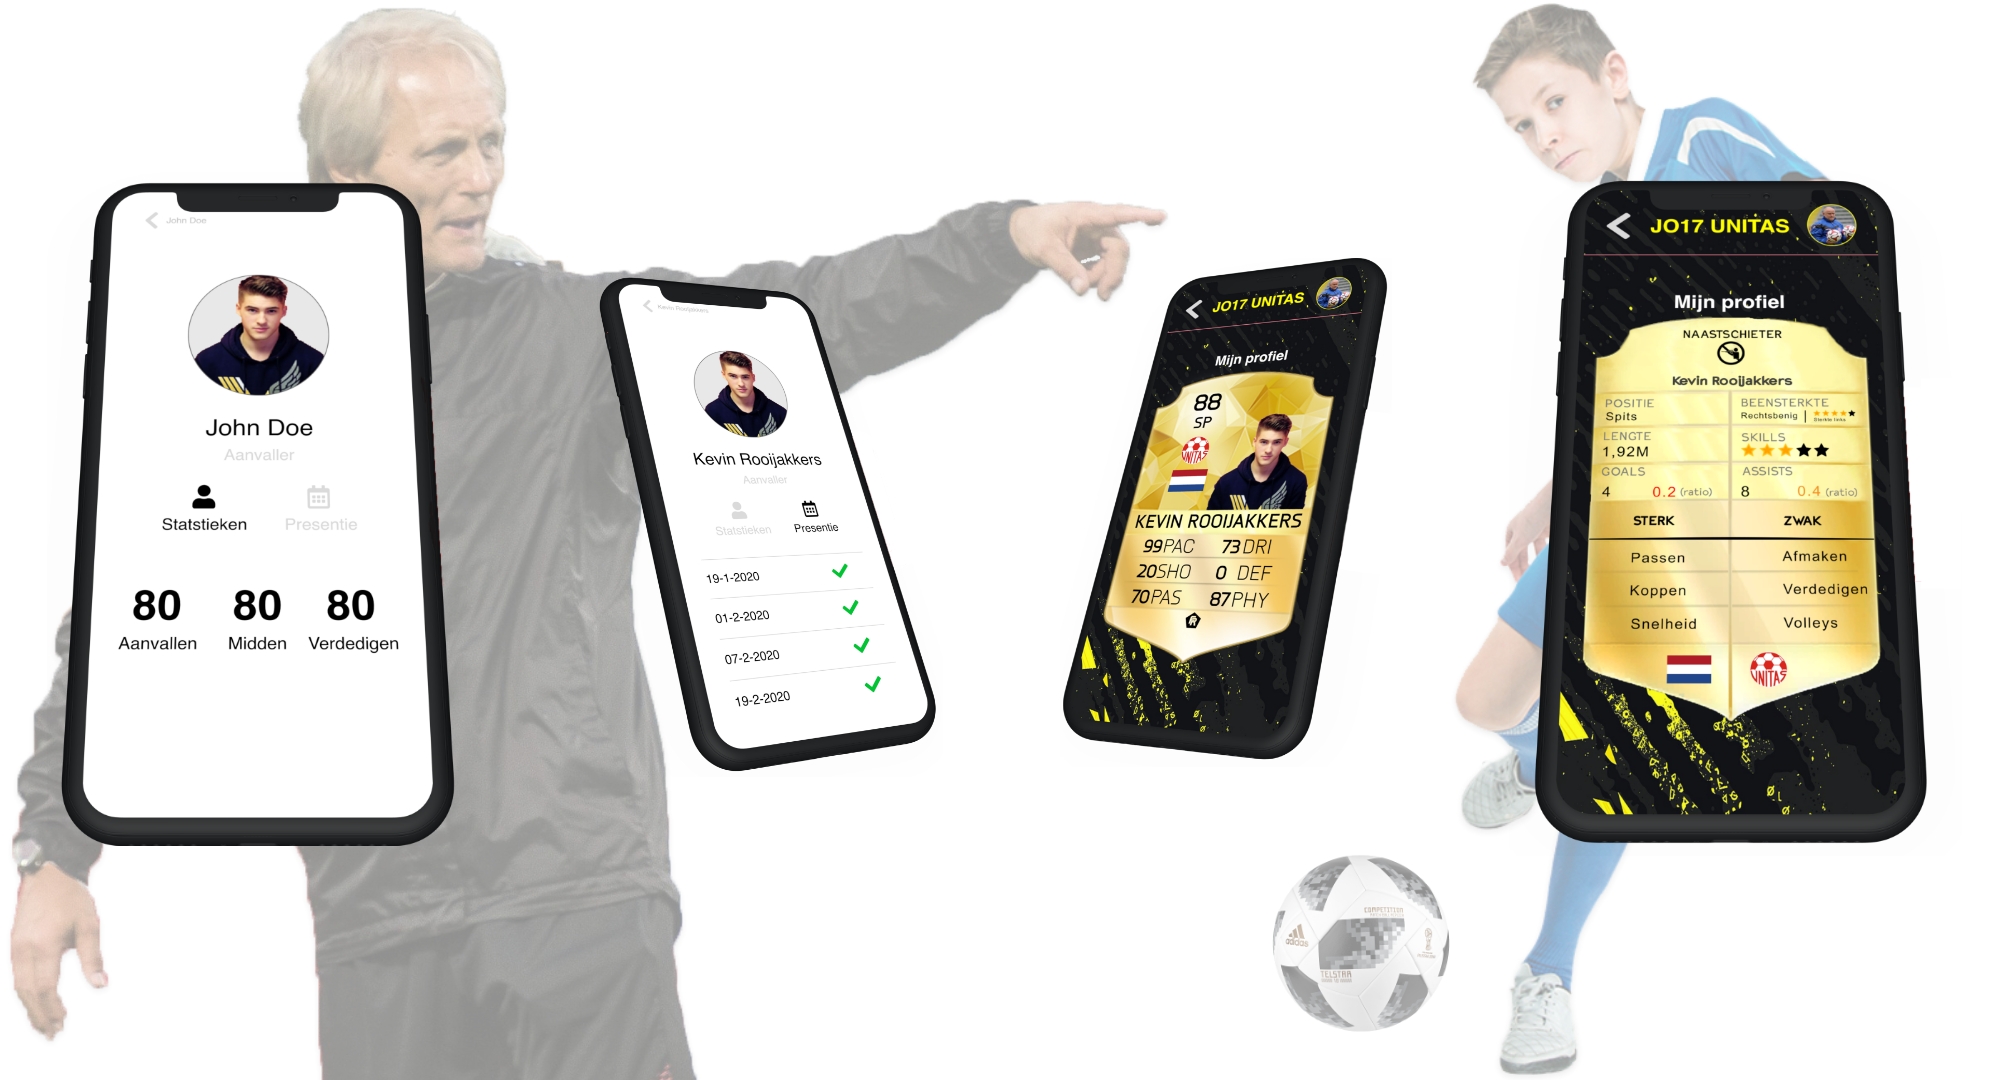 John Doe
John Doe
Aanvaller
Statstieken Presentie
80 80 80
Aanvallen Midden Verdedigen
Kevin Rooijakkers
Kevin Rooijakkers
Aanvaller
Statstieken Presentie
19-1-2020
01-2-2020
07-2-2020
19-2-2020
JO17 UNITAS
Mijn profiel
88
SP
UNITAS
KEVIN ROOIJAKKERS
99 PAC 73 DRI
20 SHO 0 DEF
70 PAS 87 PHY
JO17 UNITAS
Mijn profiel
NAASTSCHIETER
Kevin Rooijakkers
POSITIE BEENSTERKTE
Spits Rechtsbenig |
LENGTE SKILLS
1,92M
GOALS ASSISTS
4 0.2 (ratio) 8 0.4 (ratio)
STERK ZWAK
Passen Afmaken
Koppen Verdedigen
Snelheid Volleys
UNITAS
COMPETITION
adidas
TELSTAR